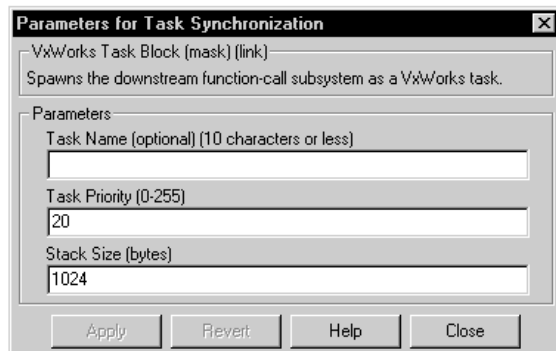 Parameters for Task Synchronization
VxWorks Task Block (mask) (link)
Spawns the downstream function-call subsystem as a VxWorks task.
Parameters
Task Name (optional) (10 characters or less)
Task Priority (0-255)
20
Stack Size (bytes)
1024
Apply Revert Help Close